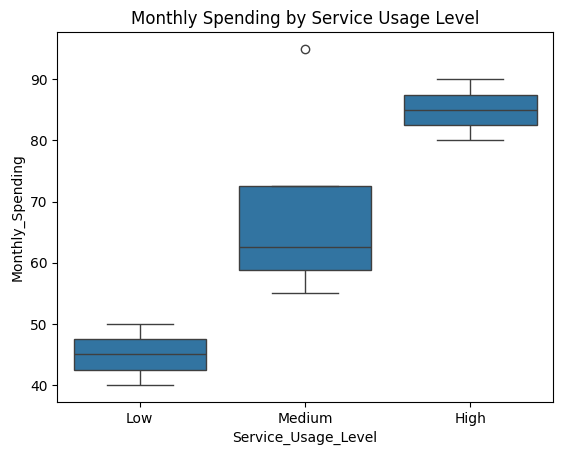 Monthly Spending by Service Usage Level
Monthly_Spending
90
80
70
60
50
40
Low Medium High
Service_Usage_Level